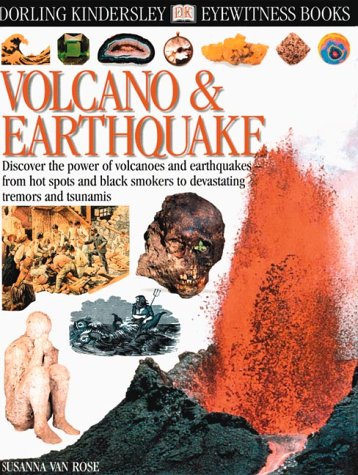 DORLING KINDERSLEY DK EYEWITNESS BOOKS
VOLCANO &
EARTHQUAKE
Discover the power of volcanoes and earthquakes –
from hot spots and black smokers to devastating
tremors and tsunamis
SUSANNA VAN ROSE